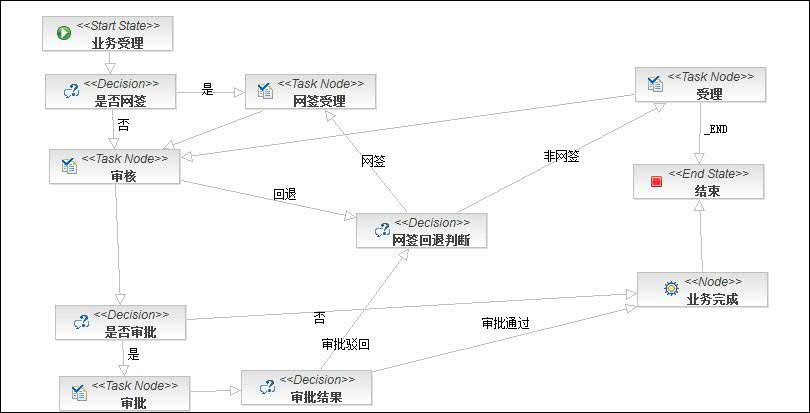 <<Start State>>
业务受理
<<Decision>>
是否网签
是
<<Task Node>>
网签受理
<<Task Node>>
受理
否
_END
<<Task Node>>
审核
网签
非网签
<<End State>>
结束
回退
<<Decision>>
网签回退判断
<<Node>>
业务完成
<<Decision>>
是否审批
否
审批通过
审批驳回
是
<<Task Node>>
审批
<<Decision>>
审批结果